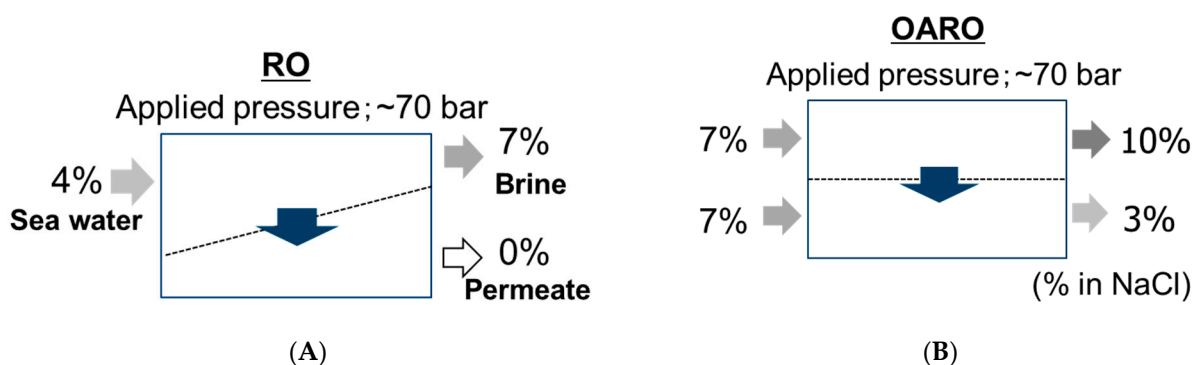 RO
Applied pressure; ~70 bar
4%
Sea water
7%
Brine
0%
Permeate
(A)
OARO
Applied pressure; ~70 bar
7%
10%
7%
3%
(% in NaCl)
(B)